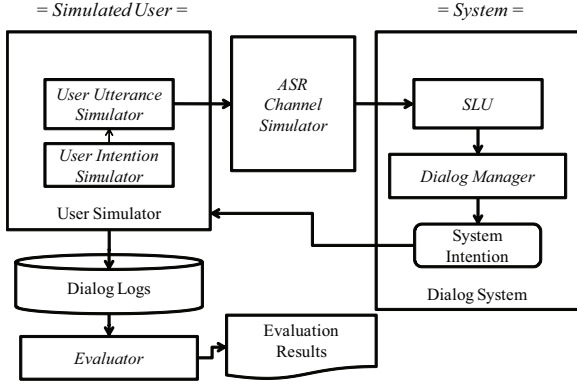 = Simulated User =
= System =
User Utterance
Simulator
User Intention
Simulator
User Simulator
ASR
Channel
Simulator
SLU
Dialog Manager
System
Intention
Dialog System
Dialog Logs
Evaluator
Evaluation
Results